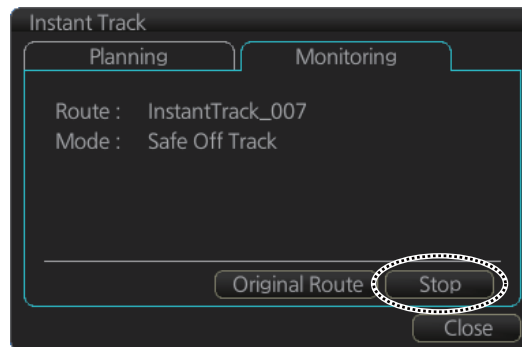 Instant Track
Planning Monitoring
Route : InstantTrack_007
Mode : Safe Off Track
Original Route Stop
Close